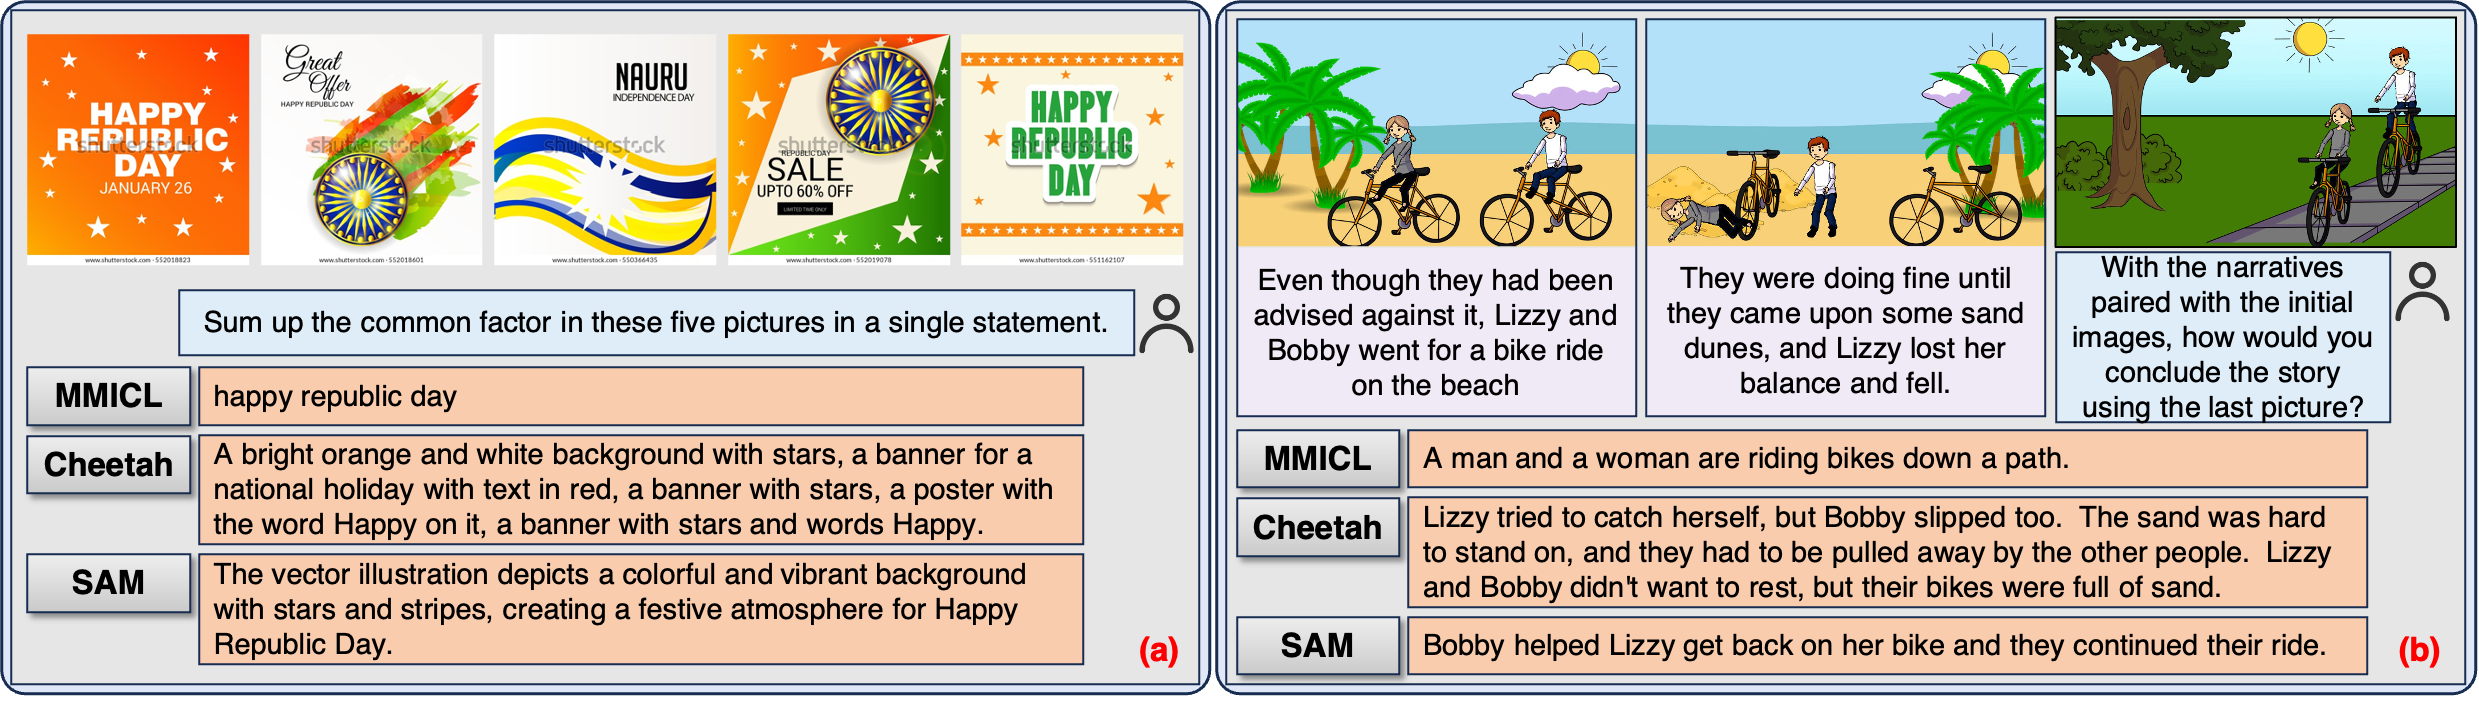 HAPPY
REPUBLIC
DAY
JANUARY 26
shutterstock
www.shutterstock.com · 552018823
Great
Offer
HAPPY REPUBLIC DAY
shutterstock
www.shutterstock.com · 552018601
NAURU
INDEPENDENCE DAY
shutterstock
www.shutterstock.com · 550366435
shutterstock
REPUBLIC DAY
SALE
UPTO 60% OFF
LIMITED TIME ONLY
www.shutterstock.com · 552019078
HAPPY
REPUBLIC
DAY
shutterstock
www.shutterstock.com · 551162107
Sum up the common factor in these five pictures in a single statement.
MMICL
happy republic day
Cheetah
A bright orange and white background with stars, a banner for a
national holiday with text in red, a banner with stars, a poster with
the word Happy on it, a banner with stars and words Happy.
SAM
The vector illustration depicts a colorful and vibrant background
with stars and stripes, creating a festive atmosphere for Happy
Republic Day.
(a)
Even though they had been
advised against it, Lizzy and
Bobby went for a bike ride
on the beach
They were doing fine until
they came upon some sand
dunes, and Lizzy lost her
balance and fell.
With the narratives
paired with the initial
images, how would you
conclude the story
using the last picture?
MMICL
A man and a woman are riding bikes down a path.
Cheetah
Lizzy tried to catch herself, but Bobby slipped too. The sand was hard
to stand on, and they had to be pulled away by the other people. Lizzy
and Bobby didn't want to rest, but their bikes were full of sand.
SAM
Bobby helped Lizzy get back on her bike and they continued their ride.
(b)